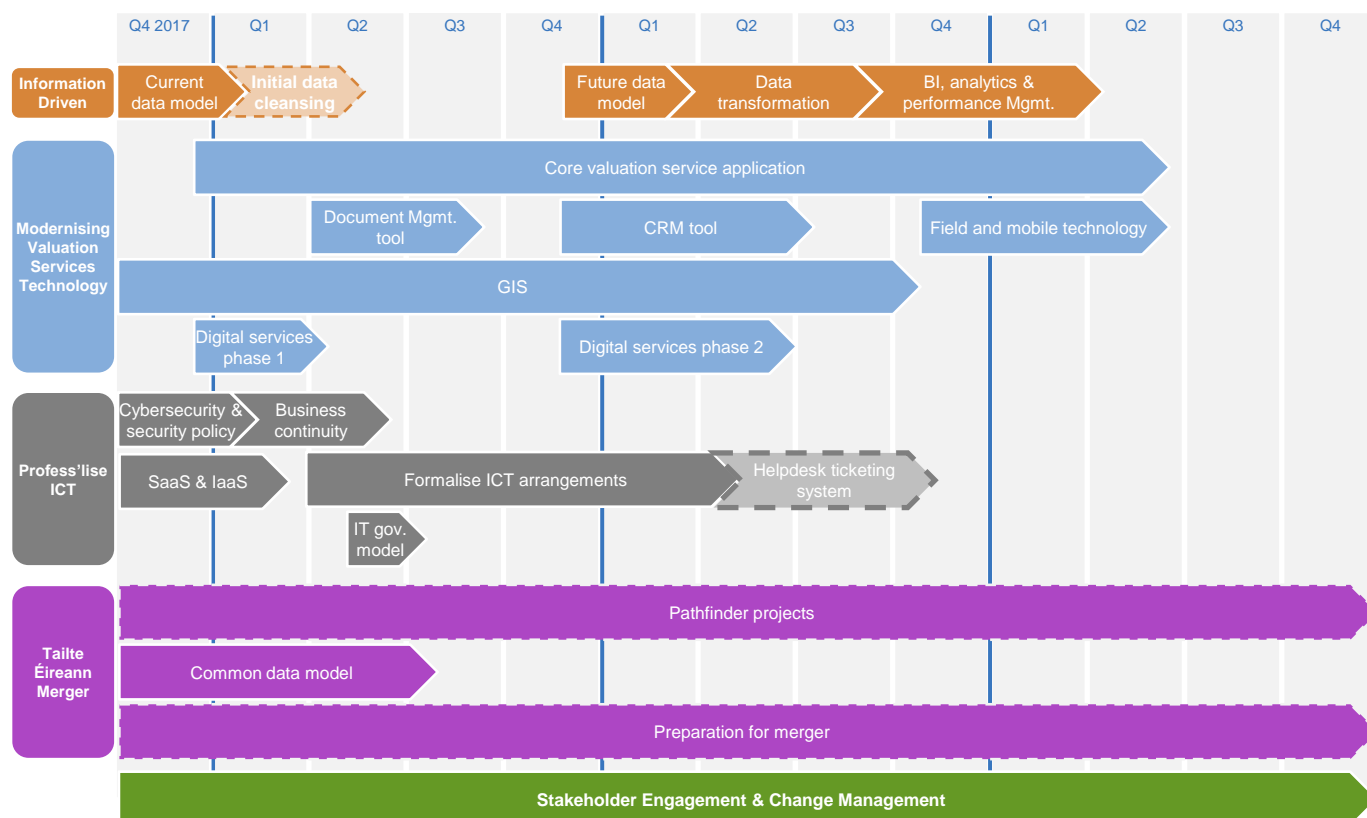 Q4 2017 Q1 Q2 Q3 Q4 Q1 Q2 Q3 Q4 Q1 Q2 Q3 Q4
Information
Driven
Current
data model
Initial data
cleansing
Future data
model
Data
transformation
BI, analytics &
performance Mgmt.
Modernising
Valuation
Services
Technology
Core valuation service application
Document Mgmt.
tool
CRM tool
Field and mobile technology
GIS
Digital services
phase 1
Digital services phase 2
Profess'lise
ICT
Cybersecurity &
security policy
Business
continuity
SaaS & IaaS
Formalise ICT arrangements
Helpdesk ticketing
system
IT gov.
model
Tailte
Éireann
Merger
Pathfinder projects
Common data model
Preparation for merger
Stakeholder Engagement & Change Management